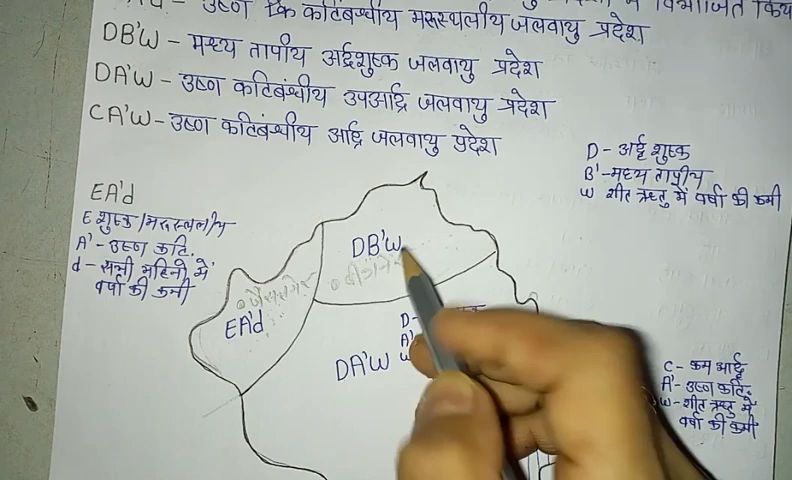 उष्ण कटिबंधीय मरूस्थलीय जलवायु प्रदेश
DB'W - मध्य तापीय अर्द्धशुष्क जलवायु प्रदेश
DA'W - उष्ण कटिबंधीय उपआर्द्र जलवायु प्रदेश
CA'W - उष्ण कटिबंधीय आर्द्र जलवायु प्रदेश
D - अर्द्ध शुष्क
B' - मध्य तापीय
W शीत ऋतु में वर्षा की कमी
EA'd
E शुष्क/मरूस्थलीय
A' - उष्ण कटि.
d - सभी महिनो में
वर्षा की कमी
DB'W
जैसलमेर
EA'd
D -
A'
W
DA'W
C - कम आर्द्र
A' - उष्ण कटि.
W - शीत ऋतु में
वर्षा की कमी